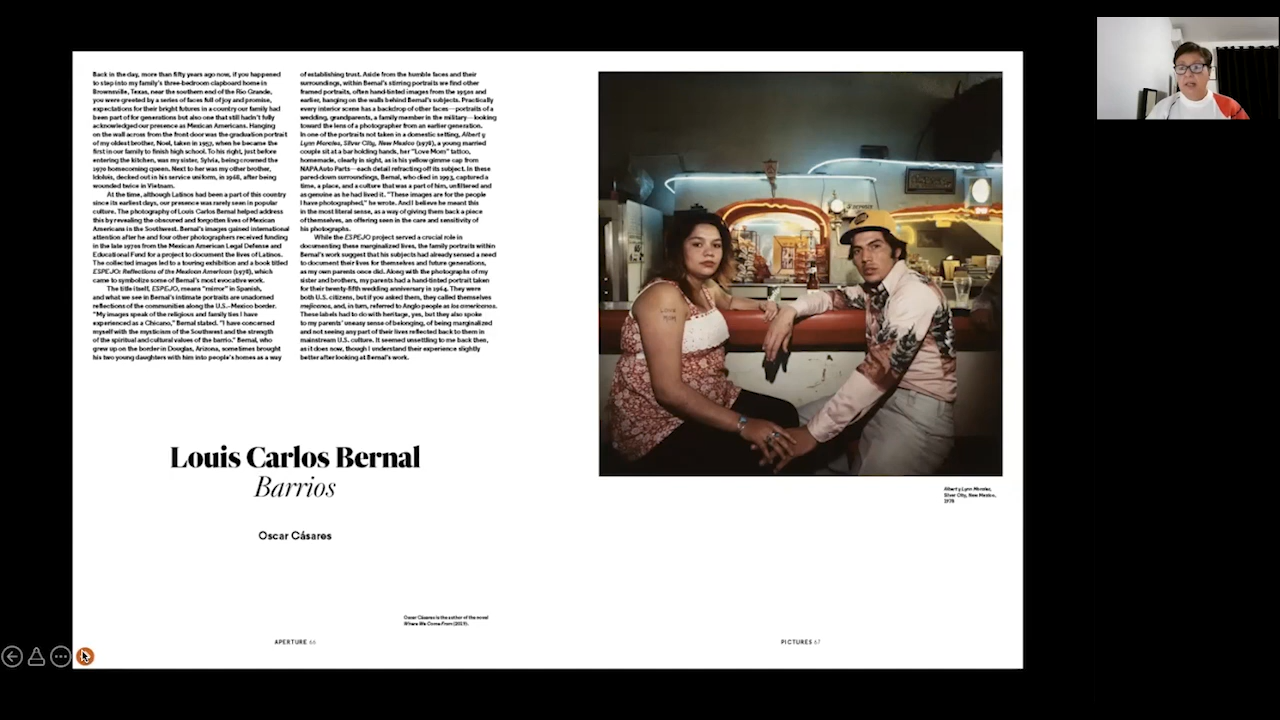 Back in the day, more than fifty years ago now, if you happened
to step into my family's three-bedroom clapboard home in
Brownsville, Texas, near the southern end of the Rio Grande,
you were greeted by a series of faces full of joy and promise,
expectations for their bright futures in a country our family had
been part of for generations but also one that still hadn't fully
acknowledged our presence as Mexican Americans. Hanging
on the wall across from the front door was the graduation portrait
of my oldest brother, Noel, taken in 1957, when he became the
first in our family to finish high school. To his right, just before
entering the kitchen, was my sister, Sylvia, being crowned the
1970 homecoming queen. Next to her was my other brother,
Idoluis, decked out in his service uniform, in 1968, after being
wounded twice in Vietnam.
At the time, although Latinos had been a part of this country
since its earliest days, our presence was rarely seen in popular
culture. The photography of Louis Carlos Bernal helped address
this by revealing the obscured and forgotten lives of Mexican
Americans in the Southwest. Bernal's images gained international
attention after he and four other photographers received funding
in the late 1970s from the Mexican American Legal Defense and
Educational Fund for a project to document the lives of Latinos.
The collected images led to a touring exhibition and a book titled
ESPEJO: Reflections of the Mexican American (1978), which
came to symbolize some of Bernal's most evocative work.
The title itself, ESPEJO, means "mirror" in Spanish,
and what we see in Bernal's intimate portraits are unadorned
reflections of the communities along the U.S.–Mexico border.
"My images speak of the religious and family ties I have
experienced as a Chicano," Bernal stated. "I have concerned
myself with the mysticism of the Southwest and the strength
of the spiritual and cultural values of the barrio." Bernal, who
grew up on the border in Douglas, Arizona, sometimes brought
his two young daughters with him into people's homes as a way
of establishing trust. Aside from the humble faces and their
surroundings, within Bernal's stirring portraits we find other
framed portraits, often hand-tinted images from the 1950s and
earlier, hanging on the walls behind Bernal's subjects. Practically
every interior scene has a backdrop of other faces—portraits of a
wedding, grandparents, a family member in the military—looking
toward the lens of a photographer from an earlier generation.
In one of the portraits not taken in a domestic setting, Albert y
Lynn Morales, Silver City, New Mexico (1978), a young married
couple sit at a bar holding hands, her "Love Mom" tattoo,
homemade, clearly in sight, as is his yellow gimme cap from
NAPA Auto Parts—each detail refracting off its subject. In these
pared-down surroundings, Bernal, who died in 1993, captured a
time, a place, and a culture that was a part of him, unfiltered and
as genuine as he had lived it. "These images are for the people
I have photographed," he wrote. And I believe he meant this
in the most literal sense, as a way of giving them back a piece
of themselves, an offering seen in the care and sensitivity of
his photographs.
While the ESPEJO project served a crucial role in
documenting these marginalized lives, the family portraits within
Bernal's work suggest that his subjects had already sensed a need
to document their lives for themselves and future generations,
as my own parents once did. Along with the photographs of my
sister and brothers, my parents had a hand-tinted portrait taken
for their twenty-fifth wedding anniversary in 1964. They were
both U.S. citizens, but if you asked them, they called themselves
mejicanos, and, in turn, referred to Anglo people as los americanos.
These labels had to do with heritage, yes, but they also spoke
to my parents' uneasy sense of belonging, of being marginalized
and not seeing any part of their lives reflected back to them in
mainstream U.S. culture. It seemed unsettling to me back then,
as it does now, though I understand their experience slightly
better after looking at Bernal's work.
Louis Carlos Bernal
Barrios
Oscar Cásares
Oscar Cásares is the author of the novel
Where We Come From (2019).
APERTURE 66
Albert y Lynn Morales,
Silver City, New Mexico,
1978
PICTURES 67